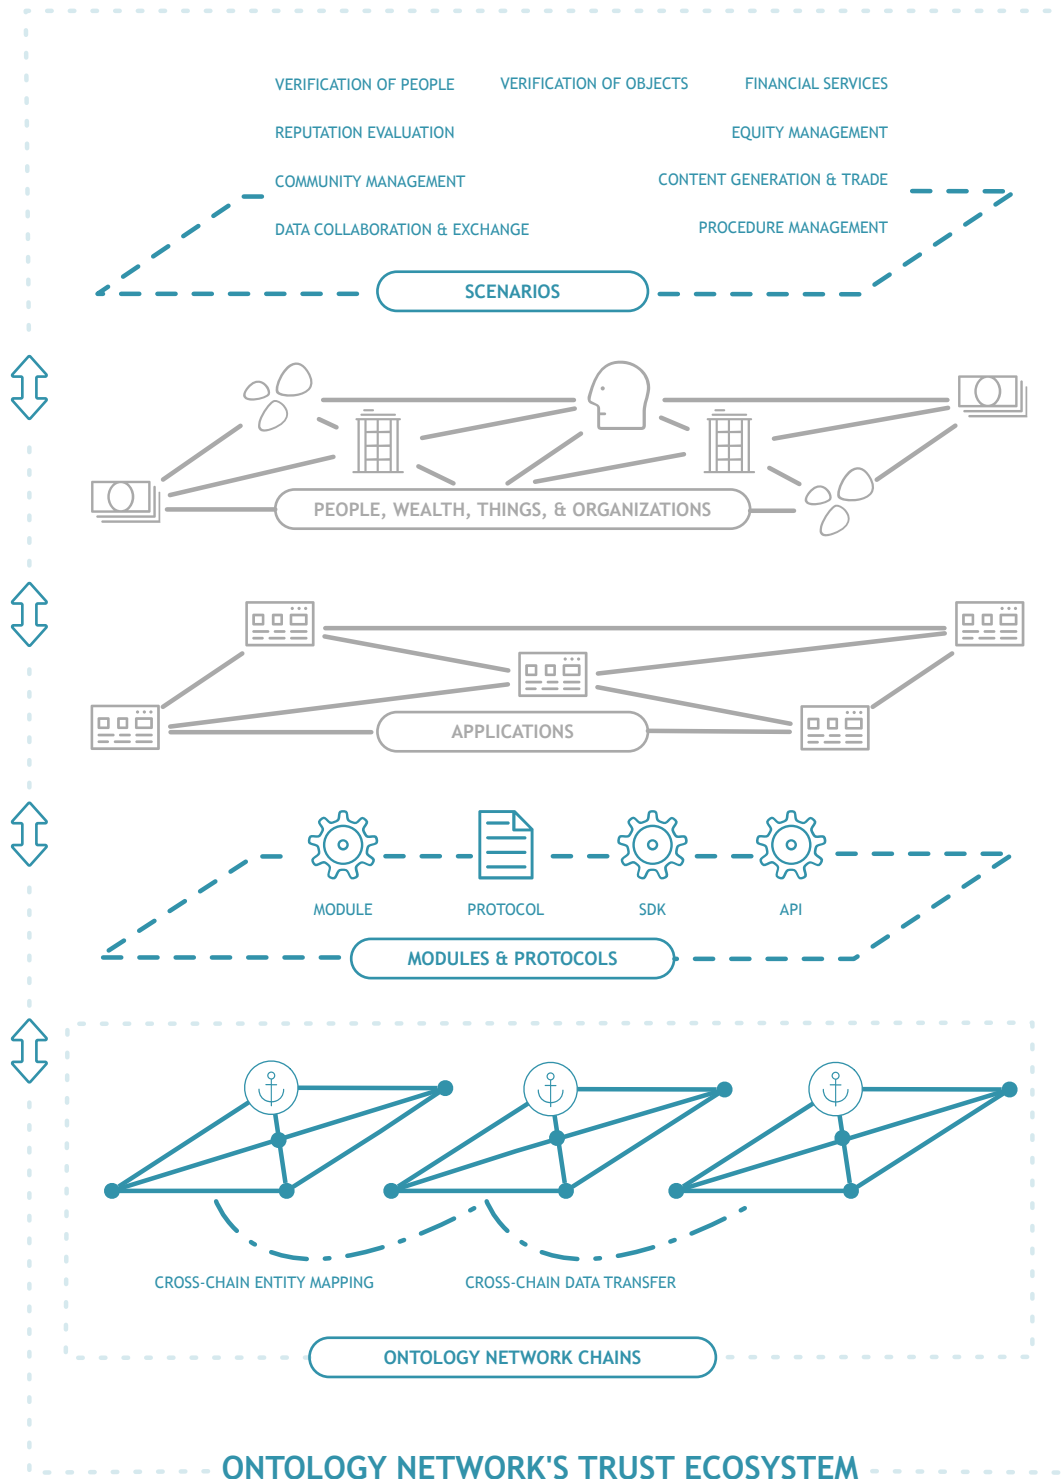 VERIFICATION OF PEOPLE
VERIFICATION OF OBJECTS
FINANCIAL SERVICES
REPUTATION EVALUATION
EQUITY MANAGEMENT
COMMUNITY MANAGEMENT
CONTENT GENERATION & TRADE
DATA COLLABORATION & EXCHANGE
PROCEDURE MANAGEMENT
SCENARIOS
PEOPLE, WEALTH, THINGS, & ORGANIZATIONS
APPLICATIONS
MODULE
PROTOCOL
SDK
API
MODULES & PROTOCOLS
CROSS-CHAIN ENTITY MAPPING
CROSS-CHAIN DATA TRANSFER
ONTOLOGY NETWORK CHAINS
ONTOLOGY NETWORK'S TRUST ECOSYSTEM